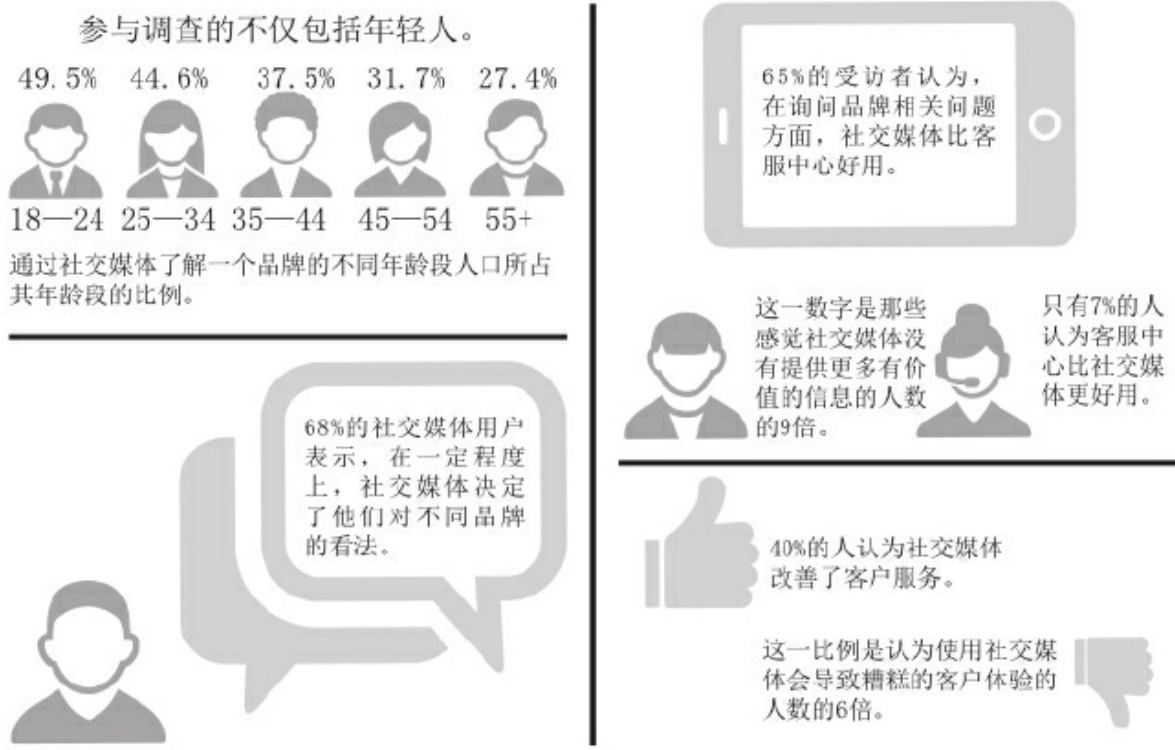 参与调查的不仅包括年轻人。
49.5% 44.6% 37.5% 31.7% 27.4%
18—24 25—34 35—44 45—54 55+
通过社交媒体了解一个品牌的不同年龄段人口所占
其年龄段的比例。
68%的社交媒体用户
表示，在一定程度
上，社交媒体决定
了他们对不同品牌
的看法。
65%的受访者认为，
在询问品牌相关问题
方面，社交媒体比客
服中心好用。
这一数字是那些
感觉社交媒体没
有提供更多有价
值的信息的人数
的9倍。
只有7%的人
认为客服中
心比社交媒
体更好用。
40%的人认为社交媒体
改善了客户服务。
这一比例是认为使用社交媒
体会导致糟糕的客户体验的
人数的6倍。